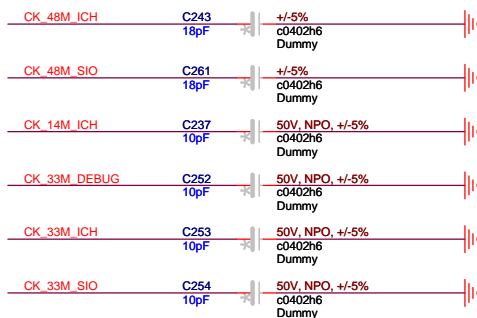 CK_48M_ICH C243 +/-5%
18pF c0402h6
Dummy
CK_48M_SIO C261 +/-5%
18pF c0402h6
Dummy
CK_14M_ICH C237 50V, NPO, +/-5%
10pF c0402h6
Dummy
CK_33M_DEBUG C252 50V, NPO, +/-5%
10pF c0402h6
Dummy
CK_33M_ICH C253 50V, NPO, +/-5%
10pF c0402h6
Dummy
CK_33M_SIO C254 50V, NPO, +/-5%
10pF c0402h6
Dummy